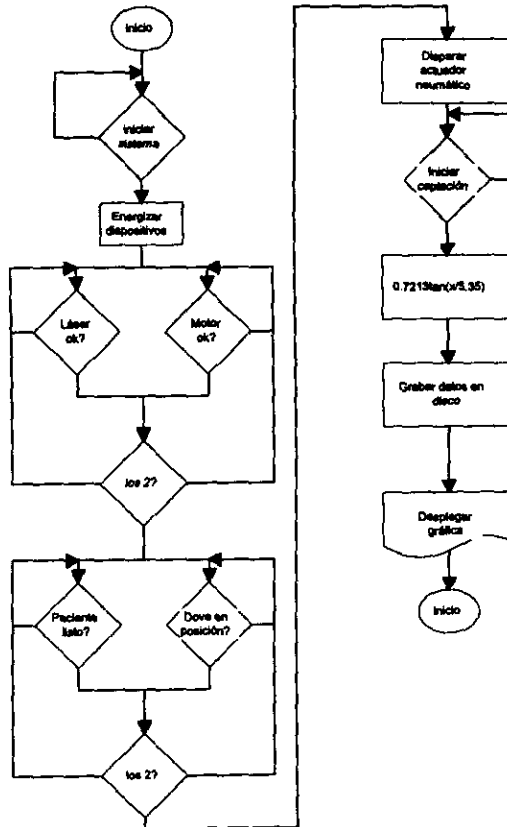 Inicio
Iniciar
sistema
Energizar
dispositivos
Láser
ok?
Motor
ok?
los 2?
Paciente
listo?
Dove en
posición?
los 2?
Disparar
actuador
neumático
Iniciar
captación
0.7213tan(x/5.35)
Grabar datos en
disco
Desplegar
gráfica
Inicio